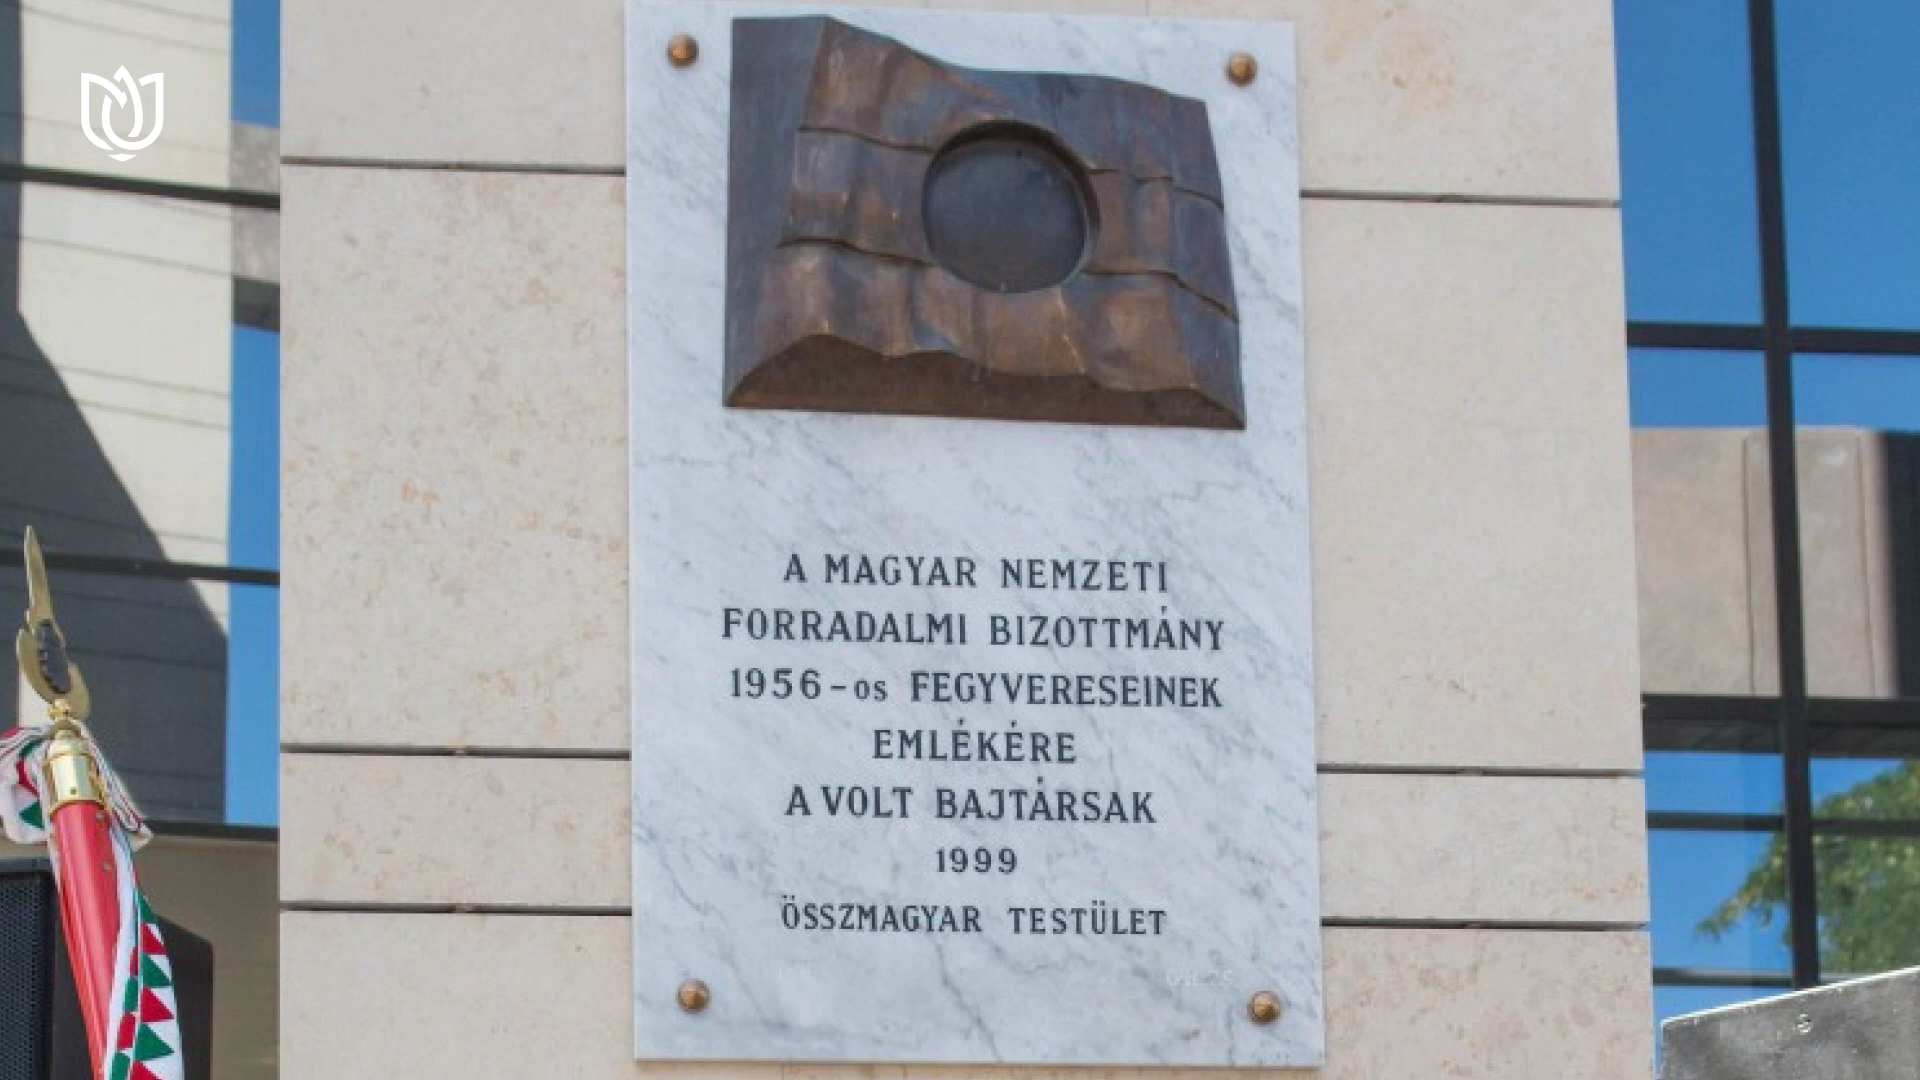 A MAGYAR NEMZETI
FORRADALMI BIZOTTMÁNY
1956-os FEGYVERESEINEK
EMLÉKÉRE
A VOLT BAJTÁRSAK
1999
ÖSSZMAGYAR TESTÜLET